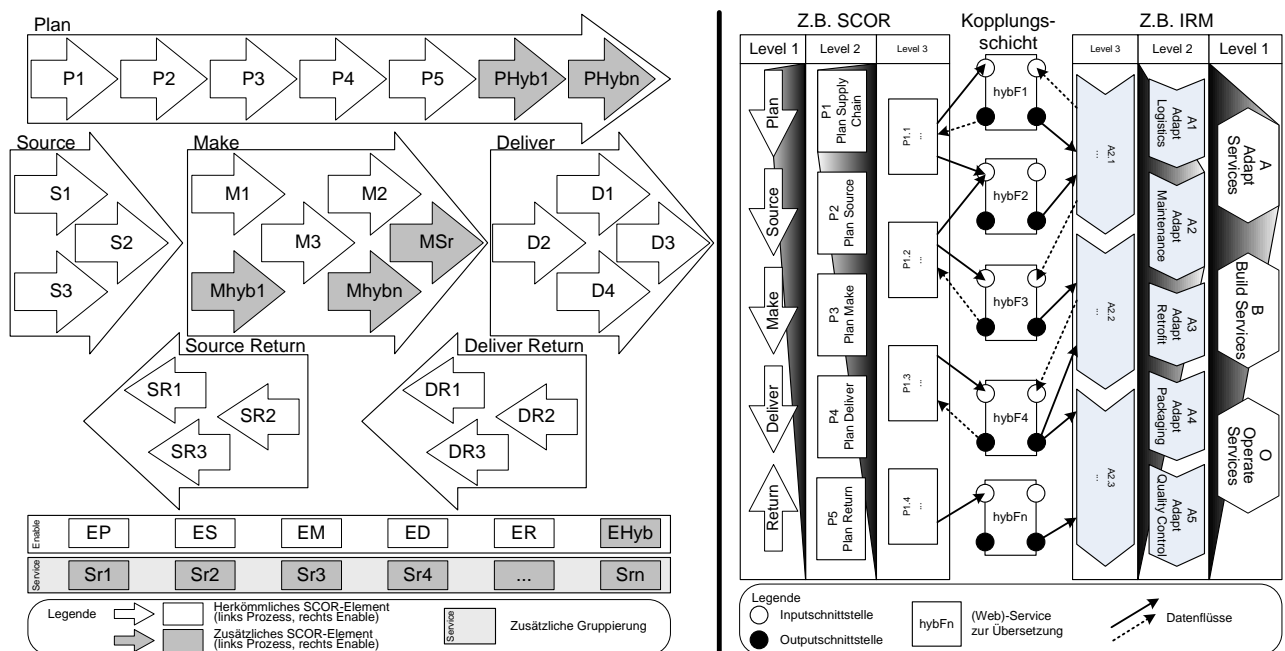 Plan
P1
P2
P3
P4
P5
PHyb1
PHybn
Source
S1
S2
S3
Make
M1
M2
M3
MSr
Mhyb1
Mhybn
Deliver
D1
D2
D3
D4
Source Return
SR1
SR2
SR3
Deliver Return
DR1
DR2
DR3
Enable
EP
ES
EM
ED
ER
EHyb
Service
Sr1
Sr2
Sr3
Sr4
...
Srn
Legende
Herkömmliches SCOR-Element
(links Prozess, rechts Enable)
Zusätzliches SCOR-Element
(links Prozess, rechts Enable)
Service
Zusätzliche Gruppierung
Z.B. SCOR
Kopplungs-
schicht
Z.B. IRM
Level 1
Level 2
Level 3
Level 3
Level 2
Level 1
Plan
Source
Make
Deliver
Return
P1
Plan Supply
Chain
P2
Plan Source
P3
Plan Make
P4
Plan Deliver
P5
Plan Return
P1.1
...
P1.2
...
P1.3
...
P1.4
...
hybF1
hybF2
hybF3
hybF4
hybFn
A2.1
...
A2.2
...
A2.3
...
A1
Adapt
Logistics
A2
Adapt
Maintenance
A3
Adapt
Retrofit
A4
Adapt
Packaging
A5
Adapt
Quality Control
A
Adapt
Services
B
Build Services
O
Operate
Services
Legende
Inputschnittstelle
Outputschnittstelle
hybFn
(Web)-Service
zur Übersetzung
Datenflüsse